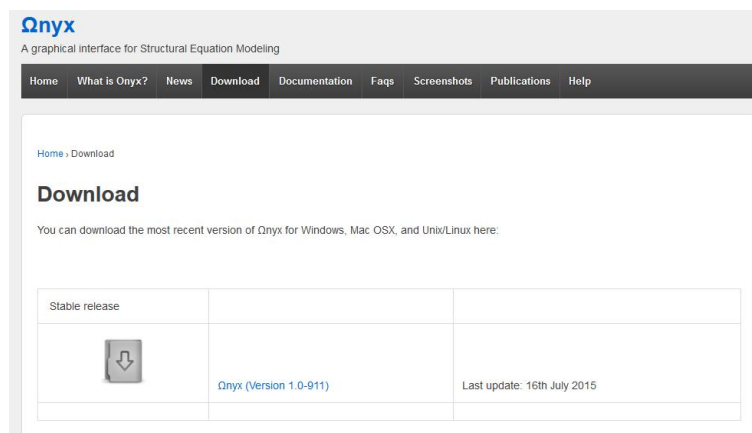 Ωnyx
A graphical interface for Structural Equation Modeling
Home What is Onyx? News Download Documentation Faqs Screenshots Publications Help
Home › Download
Download
You can download the most recent version of Ωnyx for Windows, Mac OSX, and Unix/Linux here:
Stable release
Ωnyx (Version 1.0-911) Last update: 16th July 2015